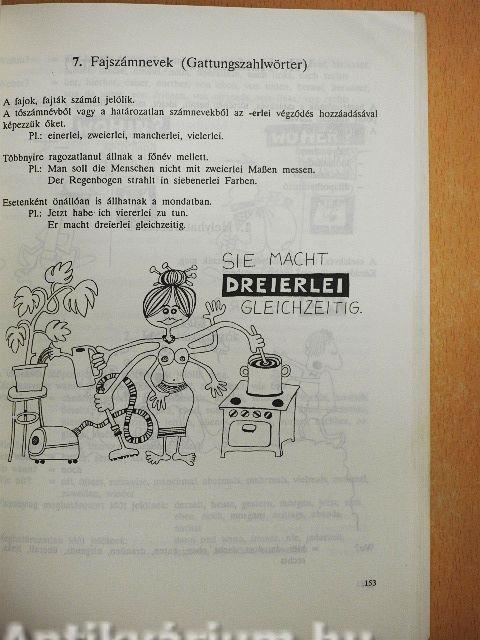 7. Fajszámnevek (Gattungszahlwörter)
A fajok, fajták számát jelölik.
A tőszámnévből vagy a határozatlan számnevekből az -erlei végződés hozzáadásával
képezzük őket.
Pl.: einerlei, zweierlei, mancherlei, vielerlei.
Többnyire ragozatlanul állnak a főnév mellett.
Pl.: Man soll die Menschen nicht mit zweierlei Maßen messen.
Der Regenbogen strahlt in siebenerlei Farben.
Esetenként önállóan is állhatnak a mondatban.
Pl.: Jetzt habe ich viererlei zu tun.
Er macht dreierlei gleichzeitig.
SIE MACHT
DREIERLEI
GLEICHZEITIG.
153
Antikvárium.hu